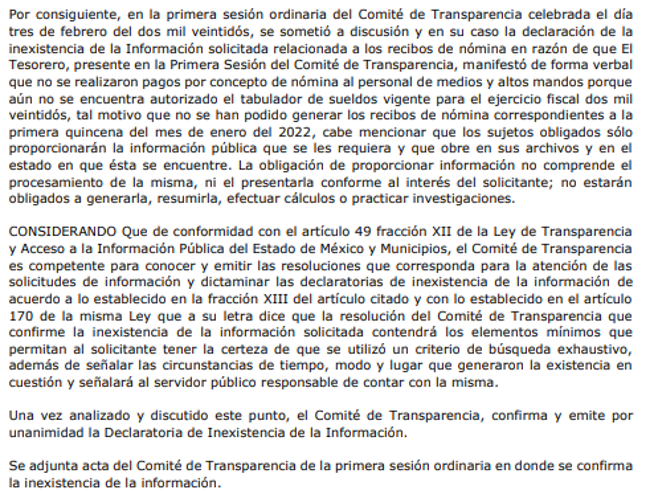 Por consiguiente, en la primera sesión ordinaria del Comité de Transparencia celebrada el día
tres de febrero del dos mil veintidós, se sometió a discusión y en su caso la declaración de la
inexistencia de la Información solicitada relacionada a los recibos de nómina en razón de que El
Tesorero, presente en la Primera Sesión del Comité de Transparencia, manifestó de forma verbal
que no se realizaron pagos por concepto de nómina al personal de medios y altos mandos porque
aún no se encuentra autorizado el tabulador de sueldos vigente para el ejercicio fiscal dos mil
veintidós, tal motivo que no se han podido generar los recibos de nómina correspondientes a la
primera quincena del mes de enero del 2022, cabe mencionar que los sujetos obligados sólo
proporcionarán la información pública que se les requiera y que obre en sus archivos y en el
estado en que ésta se encuentre. La obligación de proporcionar información no comprende el
procesamiento de la misma, ni el presentarla conforme al interés del solicitante; no estarán
obligados a generarla, resumirla, efectuar cálculos o practicar investigaciones.
CONSIDERANDO Que de conformidad con el artículo 49 fracción XII de la Ley de Transparencia
y Acceso a la Información Pública del Estado de México y Municipios, el Comité de Transparencia
es competente para conocer y emitir las resoluciones que corresponda para la atención de las
solicitudes de información y dictaminar las declaratorias de inexistencia de la información de
acuerdo a lo establecido en la fracción XIII del artículo citado y con lo establecido en el artículo
170 de la misma Ley que a su letra dice que la resolución del Comité de Transparencia que
confirme la inexistencia de la información solicitada contendrá los elementos mínimos que
permitan al solicitante tener la certeza de que se utilizó un criterio de búsqueda exhaustivo,
además de señalar las circunstancias de tiempo, modo y lugar que generaron la existencia en
cuestión y señalará al servidor público responsable de contar con la misma.
Una vez analizado y discutido este punto, el Comité de Transparencia, confirma y emite por
unanimidad la Declaratoria de Inexistencia de la Información.
Se adjunta acta del Comité de Transparencia de la primera sesión ordinaria en donde se confirma
la inexistencia de la información.